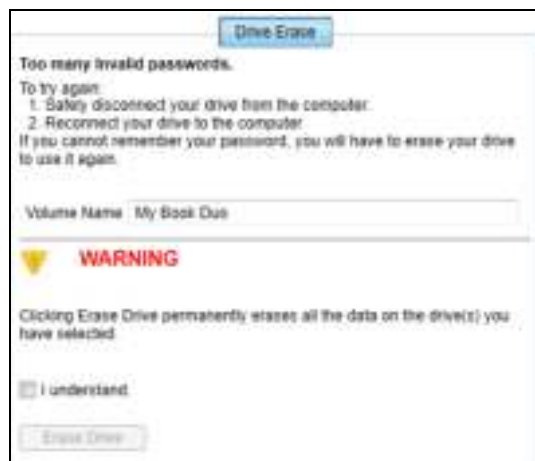 Drive Erase
Too many invalid passwords.
To try again:
1. Safely disconnect your drive from the computer.
2. Reconnect your drive to the computer.
If you cannot remember your password, you will have to erase your drive
to use it again.
Volume Name My Book Duo
WARNING
Clicking Erase Drive permanently erases all the data on the drive(s) you
have selected.
I understand.
Erase Drive